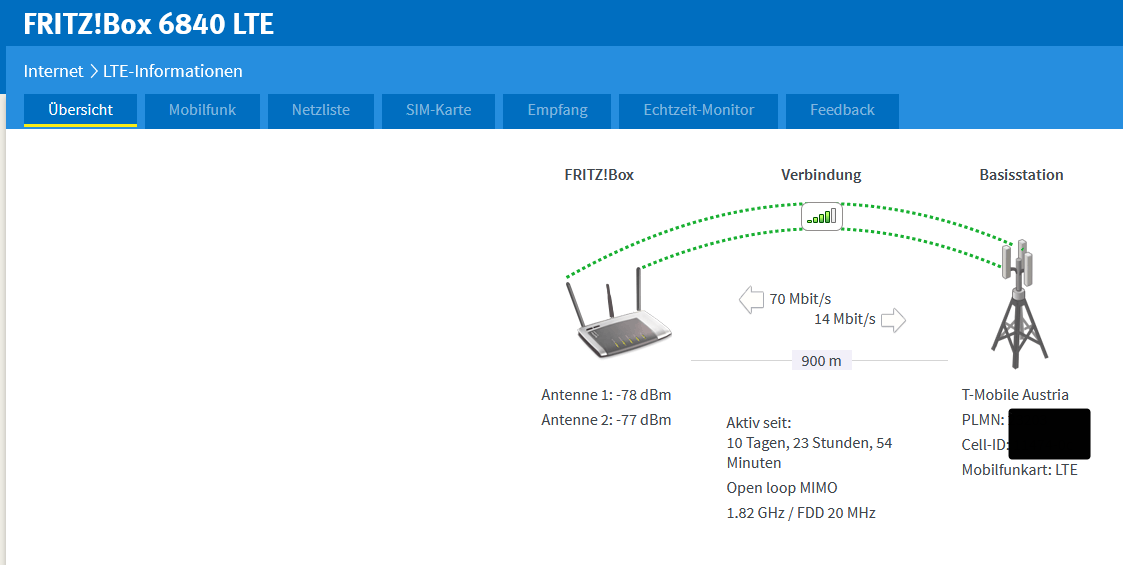 FRITZ!Box 6840 LTE
Internet > LTE-Informationen
Übersicht Mobilfunk Netzliste SIM-Karte Empfang Echtzeit-Monitor Feedback
FRITZ!Box Verbindung Basisstation
70 Mbit/s
14 Mbit/s
900 m
Antenne 1: -78 dBm
Antenne 2: -77 dBm
Aktiv seit:
10 Tagen, 23 Stunden, 54
Minuten
Open loop MIMO
1.82 GHz / FDD 20 MHz
T-Mobile Austria
PLMN:
Cell-ID:
Mobilfunkart: LTE